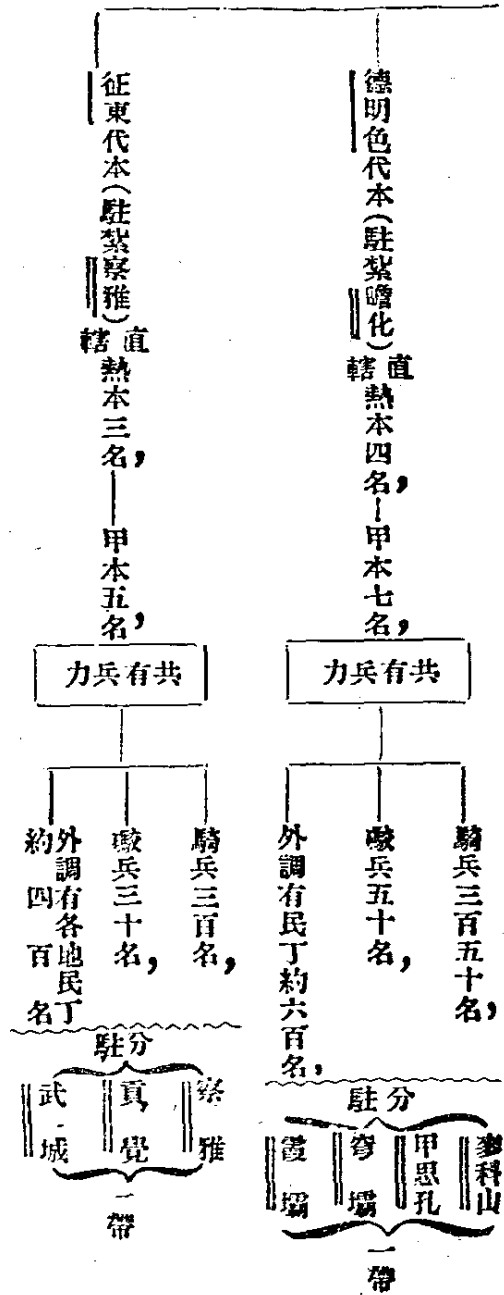 德明色代本(駐紮瞻化)直轄熱本四名,—甲本七名,
共有兵力
騎兵三百五十名,
礮兵五十名,
外調有民丁約六百名,
分駐
麥科山
甲思孔
穹壩
霞壩
一帶
征東代本(駐紮察雅)直轄熱本三名,—甲本五名,
共有兵力
騎兵三百名,
礮兵三十名,
外調有各地民丁
約四百名
分駐
察雅
貢覺
武城
一帶